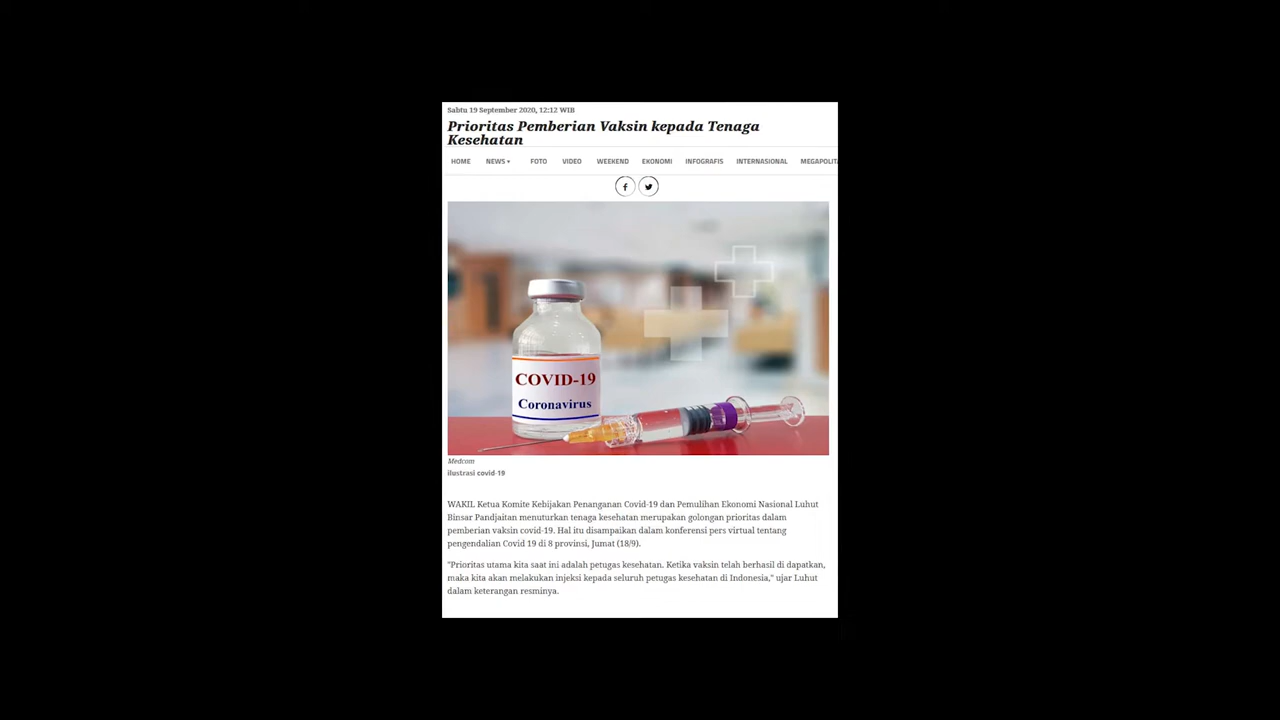 Sabtu 19 September 2020, 12:12 WIB
Prioritas Pemberian Vaksin kepada Tenaga
Kesehatan
HOME NEWS FOTO VIDEO WEEKEND EKONOMI INFOGRAFIS INTERNASIONAL MEGAPOLITA
COVID-19
Coronavirus
Medcom
ilustrasi covid-19
WAKIL Ketua Komite Kebijakan Penanganan Covid-19 dan Pemulihan Ekonomi Nasional Luhut
Binsar Pandjaitan menuturkan tenaga kesehatan merupakan golongan prioritas dalam
pemberian vaksin covid-19. Hal itu disampaikan dalam konferensi pers virtual tentang
pengendalian Covid 19 di 8 provinsi, Jumat (18/9).
"Prioritas utama kita saat ini adalah petugas kesehatan. Ketika vaksin telah berhasil di dapatkan,
maka kita akan melakukan injeksi kepada seluruh petugas kesehatan di Indonesia," ujar Luhut
dalam keterangan resminya.